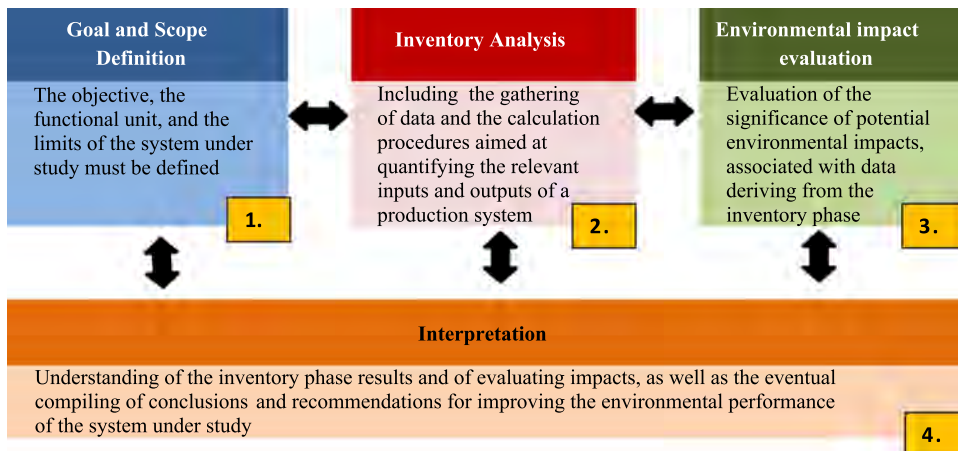 Goal and Scope
Definition
The objective, the
functional unit, and the
limits of the system under
study must be defined
1.
Inventory Analysis
Including the gathering
of data and the calculation
procedures aimed at
quantifying the relevant
inputs and outputs of a
production system
2.
Environmental impact
evaluation
Evaluation of the
significance of potential
environmental impacts,
associated with data
deriving from the
inventory phase
3.
Interpretation
Understanding of the inventory phase results and of evaluating impacts, as well as the eventual
compiling of conclusions and recommendations for improving the environmental performance
of the system under study
4.